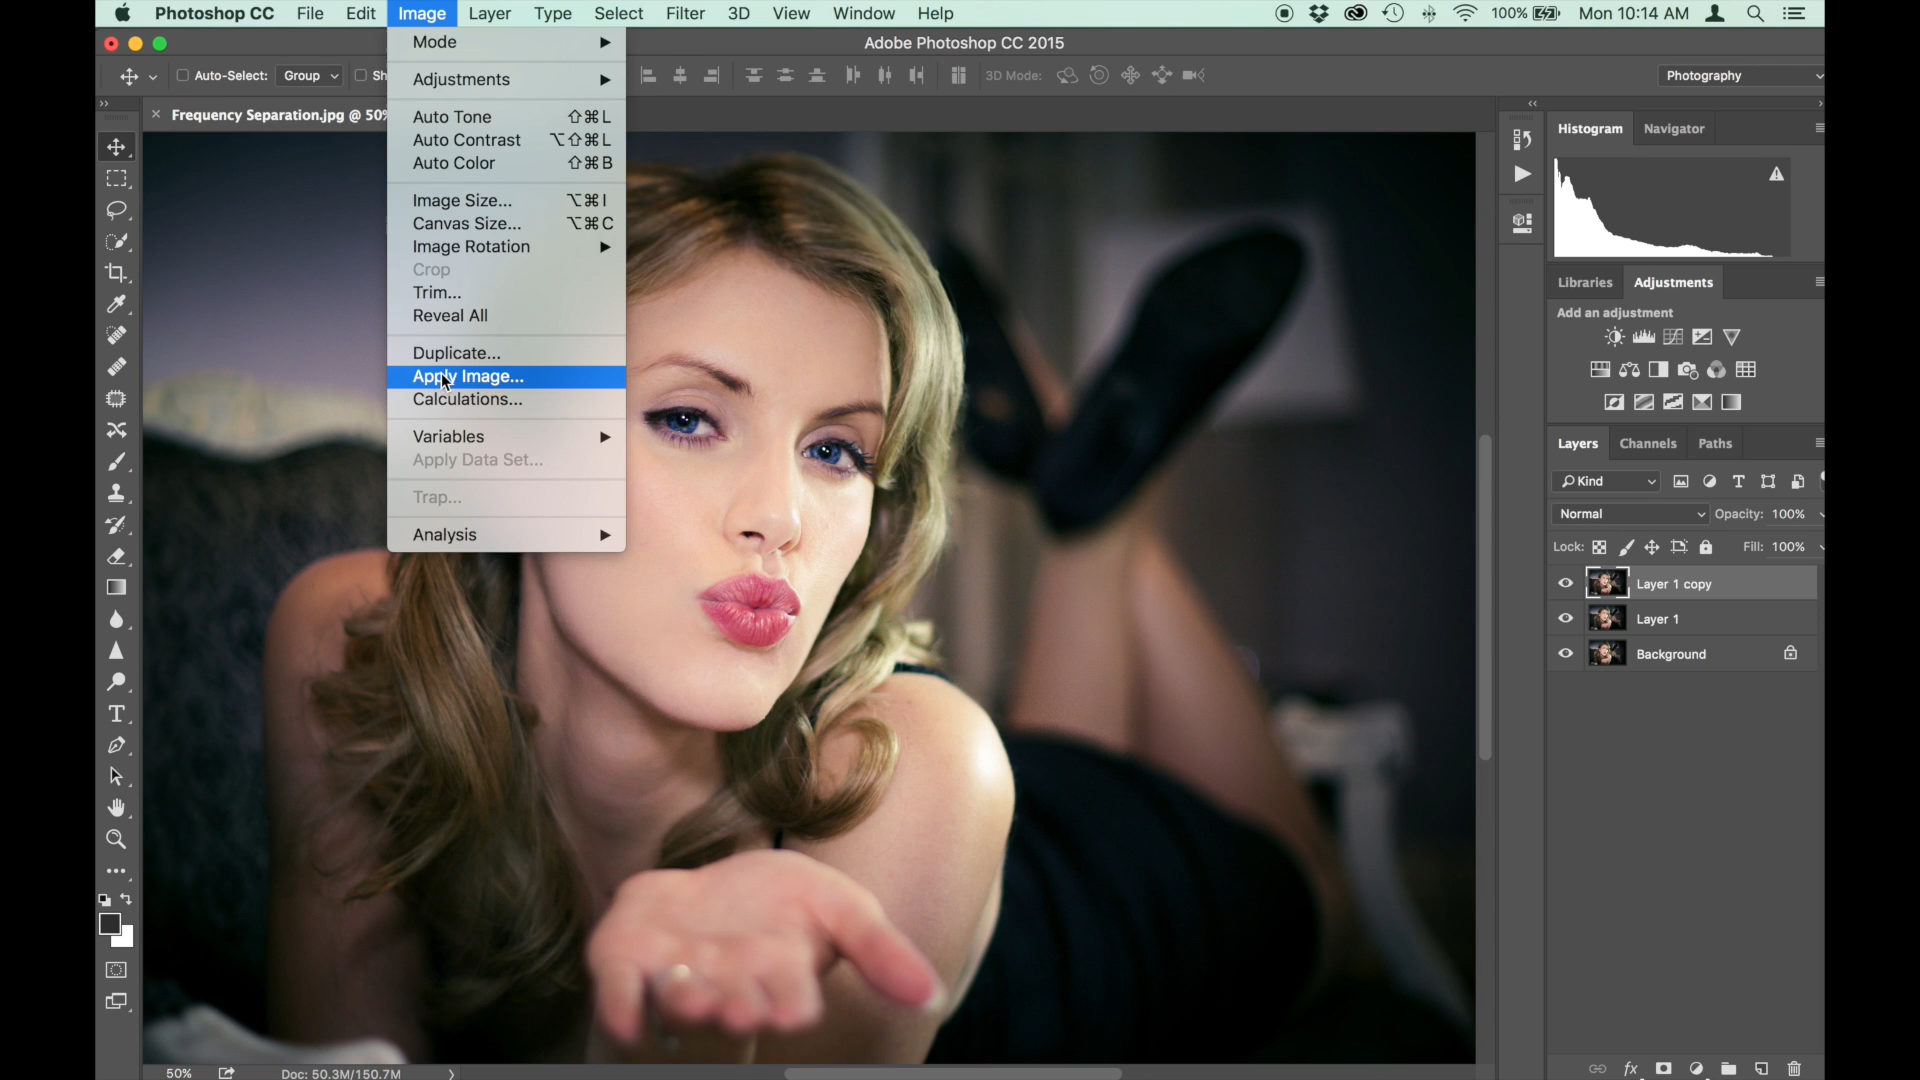 Photoshop CC File Edit Image Layer Type Select Filter 3D View Window Help 100% Mon 10:14 AM
Adobe Photoshop CC 2015
Auto-Select: Group Sh 3D Mode: Photography
Frequency Separation.jpg @ 50%
Mode
Adjustments
Auto Tone ⇧⌘L
Auto Contrast ⌥⇧⌘L
Auto Color ⇧⌘B
Image Size... ⌥⌘I
Canvas Size... ⌥⌘C
Image Rotation
Crop
Trim...
Reveal All
Duplicate...
Apply Image...
Calculations...
Variables
Apply Data Set...
Trap...
Analysis
Histogram Navigator
Libraries Adjustments
Add an adjustment
Layers Channels Paths
Kind
Normal Opacity: 100%
Lock: Fill: 100%
Layer 1 copy
Layer 1
Background
50% Doc: 50.3M/150.7M